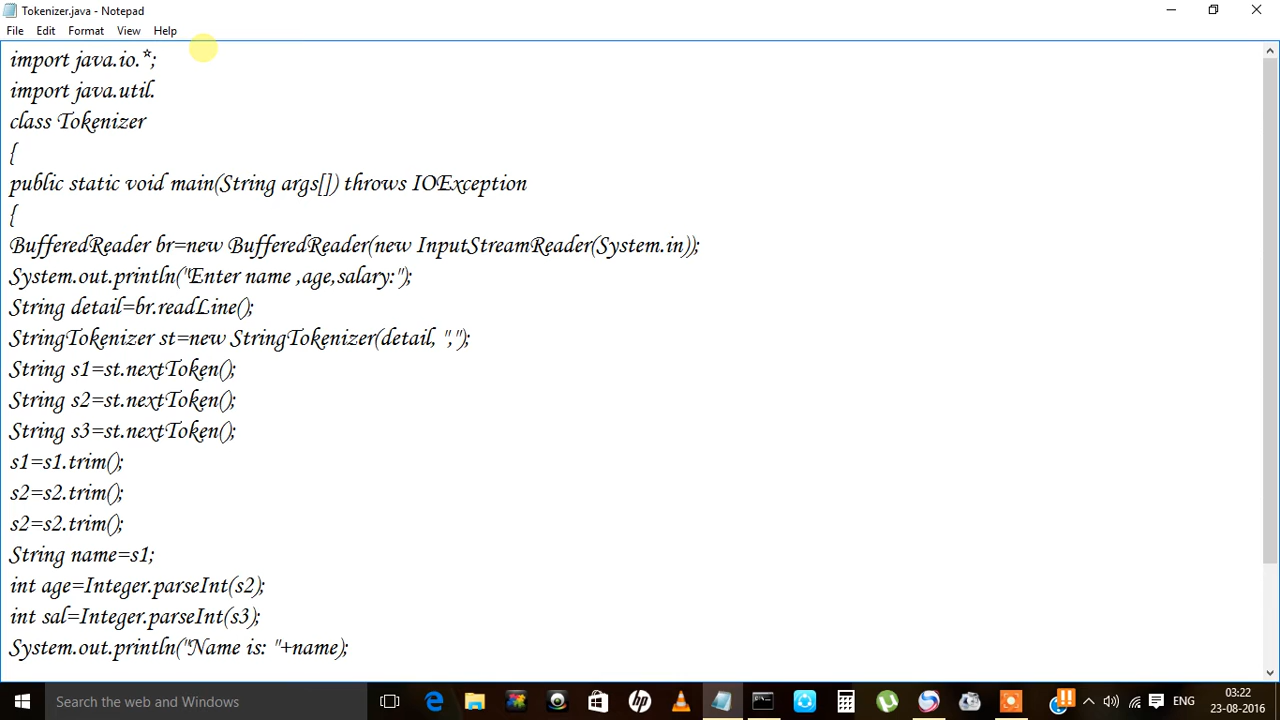 Tokenizer.java - Notepad
File Edit Format View Help
import java.io.*;
import java.util.
class Tokenizer
{
public static void main(String args[]) throws IOException
{
BufferedReader br=new BufferedReader(new InputStreamReader(System.in));
System.out.println("Enter name ,age,salary:");
String detail=br.readLine();
StringTokenizer st=new StringTokenizer(detail, ",");
String s1=st.nextToken();
String s2=st.nextToken();
String s3=st.nextToken();
s1=s1.trim();
s2=s2.trim();
s2=s2.trim();
String name=s1;
int age=Integer.parseInt(s2);
int sal=Integer.parseInt(s3);
System.out.println("Name is: "+name);
Search the web and Windows
ENG
03:22
23-08-2016